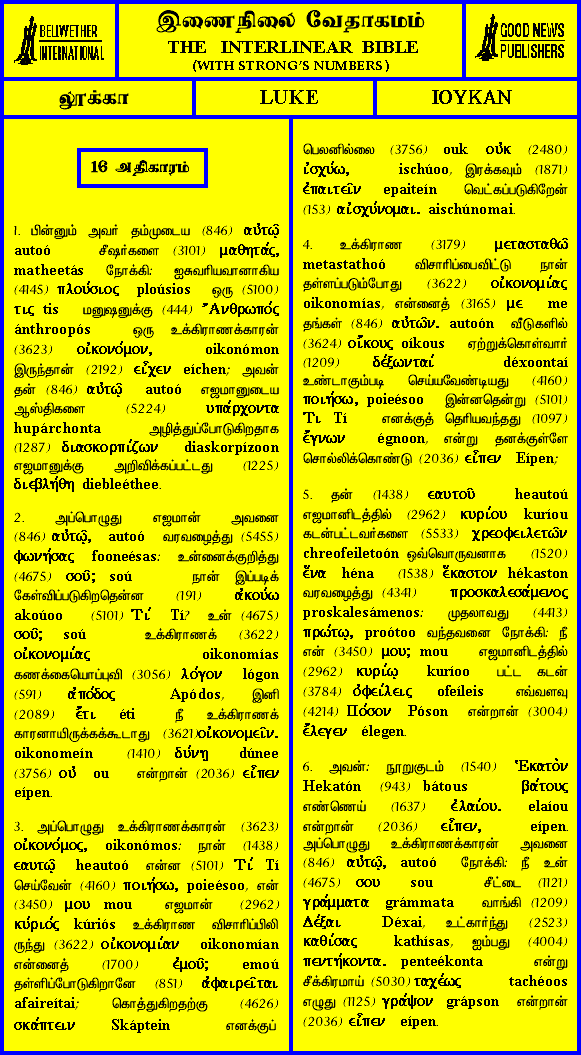 BELLWETHER
INTERNATIONAL
இணைநிலை வேதாகமம்
THE INTERLINEAR BIBLE
(WITH STRONG'S NUMBERS)
GOOD NEWS
PUBLISHERS
லூக்கா
LUKE
ΙΟΥΚΑΝ
16 அதிகாரம்
1. பின்னும் அவர் தம்முடைய (846) αὐτῷ
autoó சீஷர்களை (3101) μαθητάς,
matheetás நோக்கி: ஐசுவரியவானாகிய
(4145) πλούσιος ploúsios ஒரு (5100)
τις tis மனுஷனுக்கு (444) Ἄνθρωπός
ánthroopós ஒரு உக்கிராணக்காரன்
(3623) οἰκονόμον, oikonómon
இருந்தான் (2192) εἶχεν eíchen; அவன்
தன் (846) αὐτῷ autoó எஜமானுடைய
ஆஸ்திகளை (5224) υπάρχοντα
hupárchonta அழித்துப்போடுகிறதாக
(1287) διασκορπίζων diaskorpízoon
எஜமானுக்கு அறிவிக்கப்பட்டது (1225)
διεβλήθη diebleéthee.
2. அப்பொழுது எஜமான் அவனை
(846) αὐτῷ, autoó வரவழைத்து (5455)
φωνήσας fooneésas: உன்னைக்குறித்து
(4675) σοῦ; soú நான் இப்படிக்
கேள்விப்படுகிறதென்ன (191) ἀκούω
akoúoo (5101) Τί Tí? உன் (4675)
σοῦ; soú உக்கிராணக் (3622)
οἰκονομίας oikonomías
கணக்கையொப்புவி (3056) λόγον lógon
(591) ἀπόδος Apódos, இனி
(2089) ἔτι éti நீ உக்கிராணக்
காரனாயிருக்கக்கூடாது (3621)οἰκονομεῖν.
oikonomeín (1410) δύνῃ dúnee
(3756) οὐ ou என்றான் (2036) εἶπεν
eípen.
3. அப்பொழுது உக்கிராணக்காரன் (3623)
οἰκονόμος, oikonómos: நான் (1438)
εαυτῷ heautoó என்ன (5101) Τί Tí
செய்வேன் (4160) ποιήσω, poieésoo, என்
(3450) μου mou எஜமான் (2962)
κύριός kúriós உக்கிராண விசாரிப்பிலி
ருந்து (3622) οἰκονομίαν oikonomían
என்னைத் (1700) ἐμοῦ; emoú
தள்ளிப்போடுகிறானே (851) ἀφαιρεῖται
afaireítai; கொத்துகிறதற்கு (4626)
σκάπτειν Skáptein எனக்குப்
பெலனில்லை (3756) ouk οὐκ (2480)
ἰσχύω, ischúoo, இரக்கவும் (1871)
ἐπαιτεῖν epaiteín வெட்கப்படுகிறேன்
(153) αἰσχύνομαι. aischúnomai.
4. உக்கிராண (3179) μετασταθῶ
metastathoó விசாரிப்பைவிட்டு நான்
தள்ளப்படும்போது (3622) οἰκονομίας
oikonomías, என்னைத் (3165) με me
தங்கள் (846) αὐτῶν. autoón வீடுகளில்
(3624) οἴκους oíkous ஏற்றுக்கொள்வார்
(1209) δέξωνταί déxoontaí
உண்டாகும்படி செய்யவேண்டியது (4160)
ποιήσω, poieésoo இன்னதென்று (5101)
Τι Tí எனக்குத் தெரியவந்தது (1097)
ἔγνων égnoon, என்று தனக்குள்ளே
சொல்லிக்கொண்டு (2036) εἶπεν Eípen;
5. தன் (1438) εαυτοῦ heautoú
எஜமானிடத்தில் (2962) κυρίου kuríou
கடன்பட்டவர்களை (5533) χρεοφειλετῶν
chreofeiletoón ஒவ்வொருவனாக (1520)
ἕνα héna (1538) ἕκαστον hékaston
வரவழைத்து (4341) προσκαλεσάμενος
proskalesámenos: முதலாவது (4413)
πρώτῳ, proótoo வந்தவனை நோக்கி: நீ
என் (3450) μου; mou எஜமானிடத்தில்
(2962) κυρίῳ kuríoo பட்ட கடன்
(3784) ὀφείλεις ofeíleis எவ்வளவு
(4214) Πόσον Póson என்றான் (3004)
ἔλεγεν élegen.
6. அவன்: நூறுகுடம் (1540) Ἑκατὸν
Hekatón (943) bátous βάτους
எண்ணெய் (1637) ἐλαίου. elaíou
என்றான் (2036) εἶπεν, eípen.
அப்பொழுது உக்கிராணக்காரன் அவனை
(846) αὐτῷ, autoó நோக்கி: நீ உன்
(4675) σου sou சீட்டை (1121)
γράμματα grámmata வாங்கி (1209)
Δέξαι Déxai, உட்கார்ந்து (2523)
καθίσας kathísas, ஐம்பது (4004)
πεντήκοντα. penteékonta என்று
சீக்கிரமாய் (5030) ταχέως tachéoos
எழுது (1125) γράψον grápson என்றான்
(2036) εἶπεν eípen.